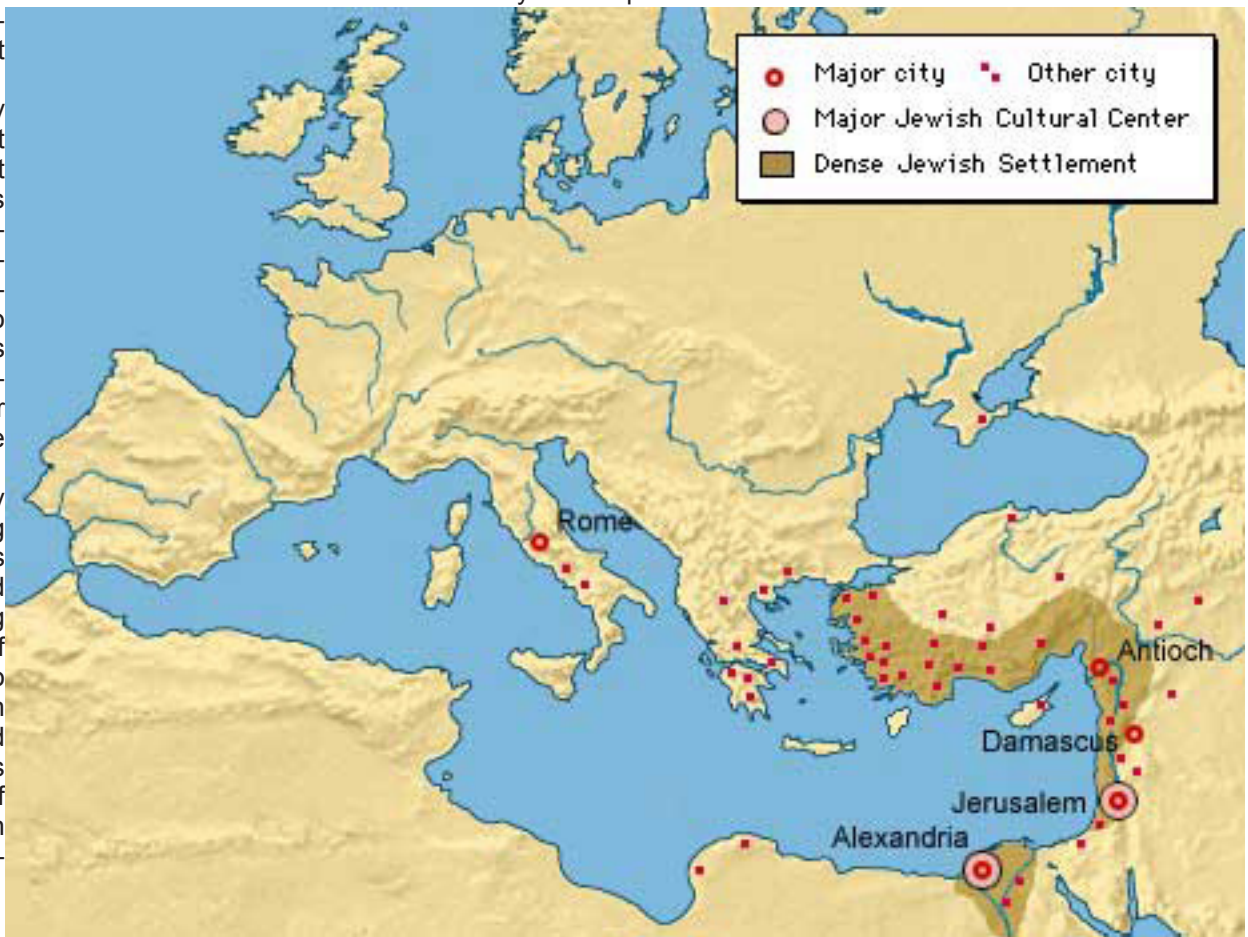 Major city Other city
Major Jewish Cultural Center
Dense Jewish Settlement
Rome
Antioch
Damascus
Jerusalem
Alexandria